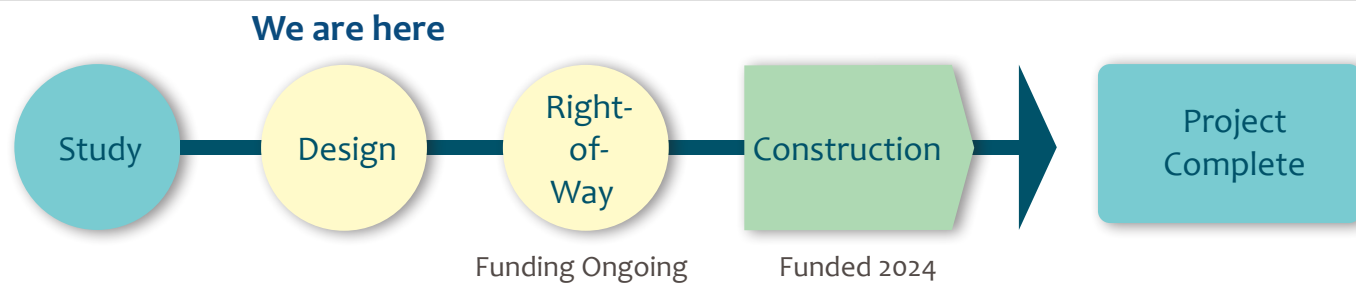 We are here
Study
Design
Right-
of-
Way
Construction
Project
Complete
Funding Ongoing
Funded 2024